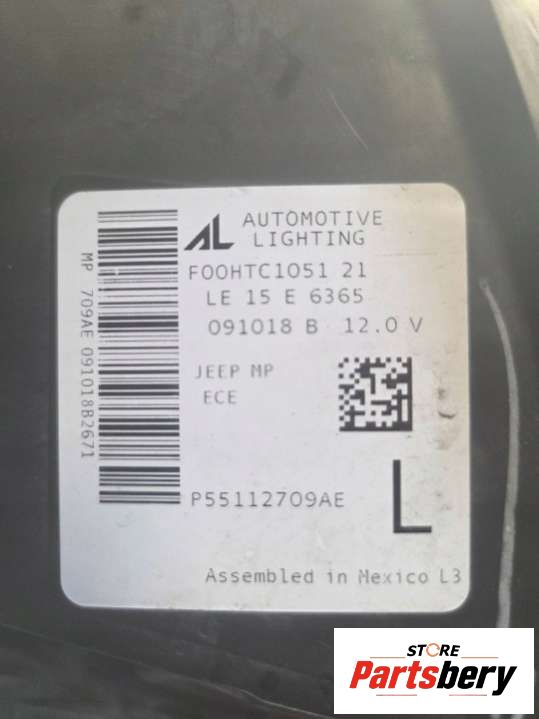 AL AUTOMOTIVE
LIGHTING
F00HTC1051 21
LE 15 E 6365
091018 B 12.0 V
JEEP MP
ECE
P55112709AE
L
Assembled in Mexico L3
MP 709AE 091018B2671
STORE
Partsbery